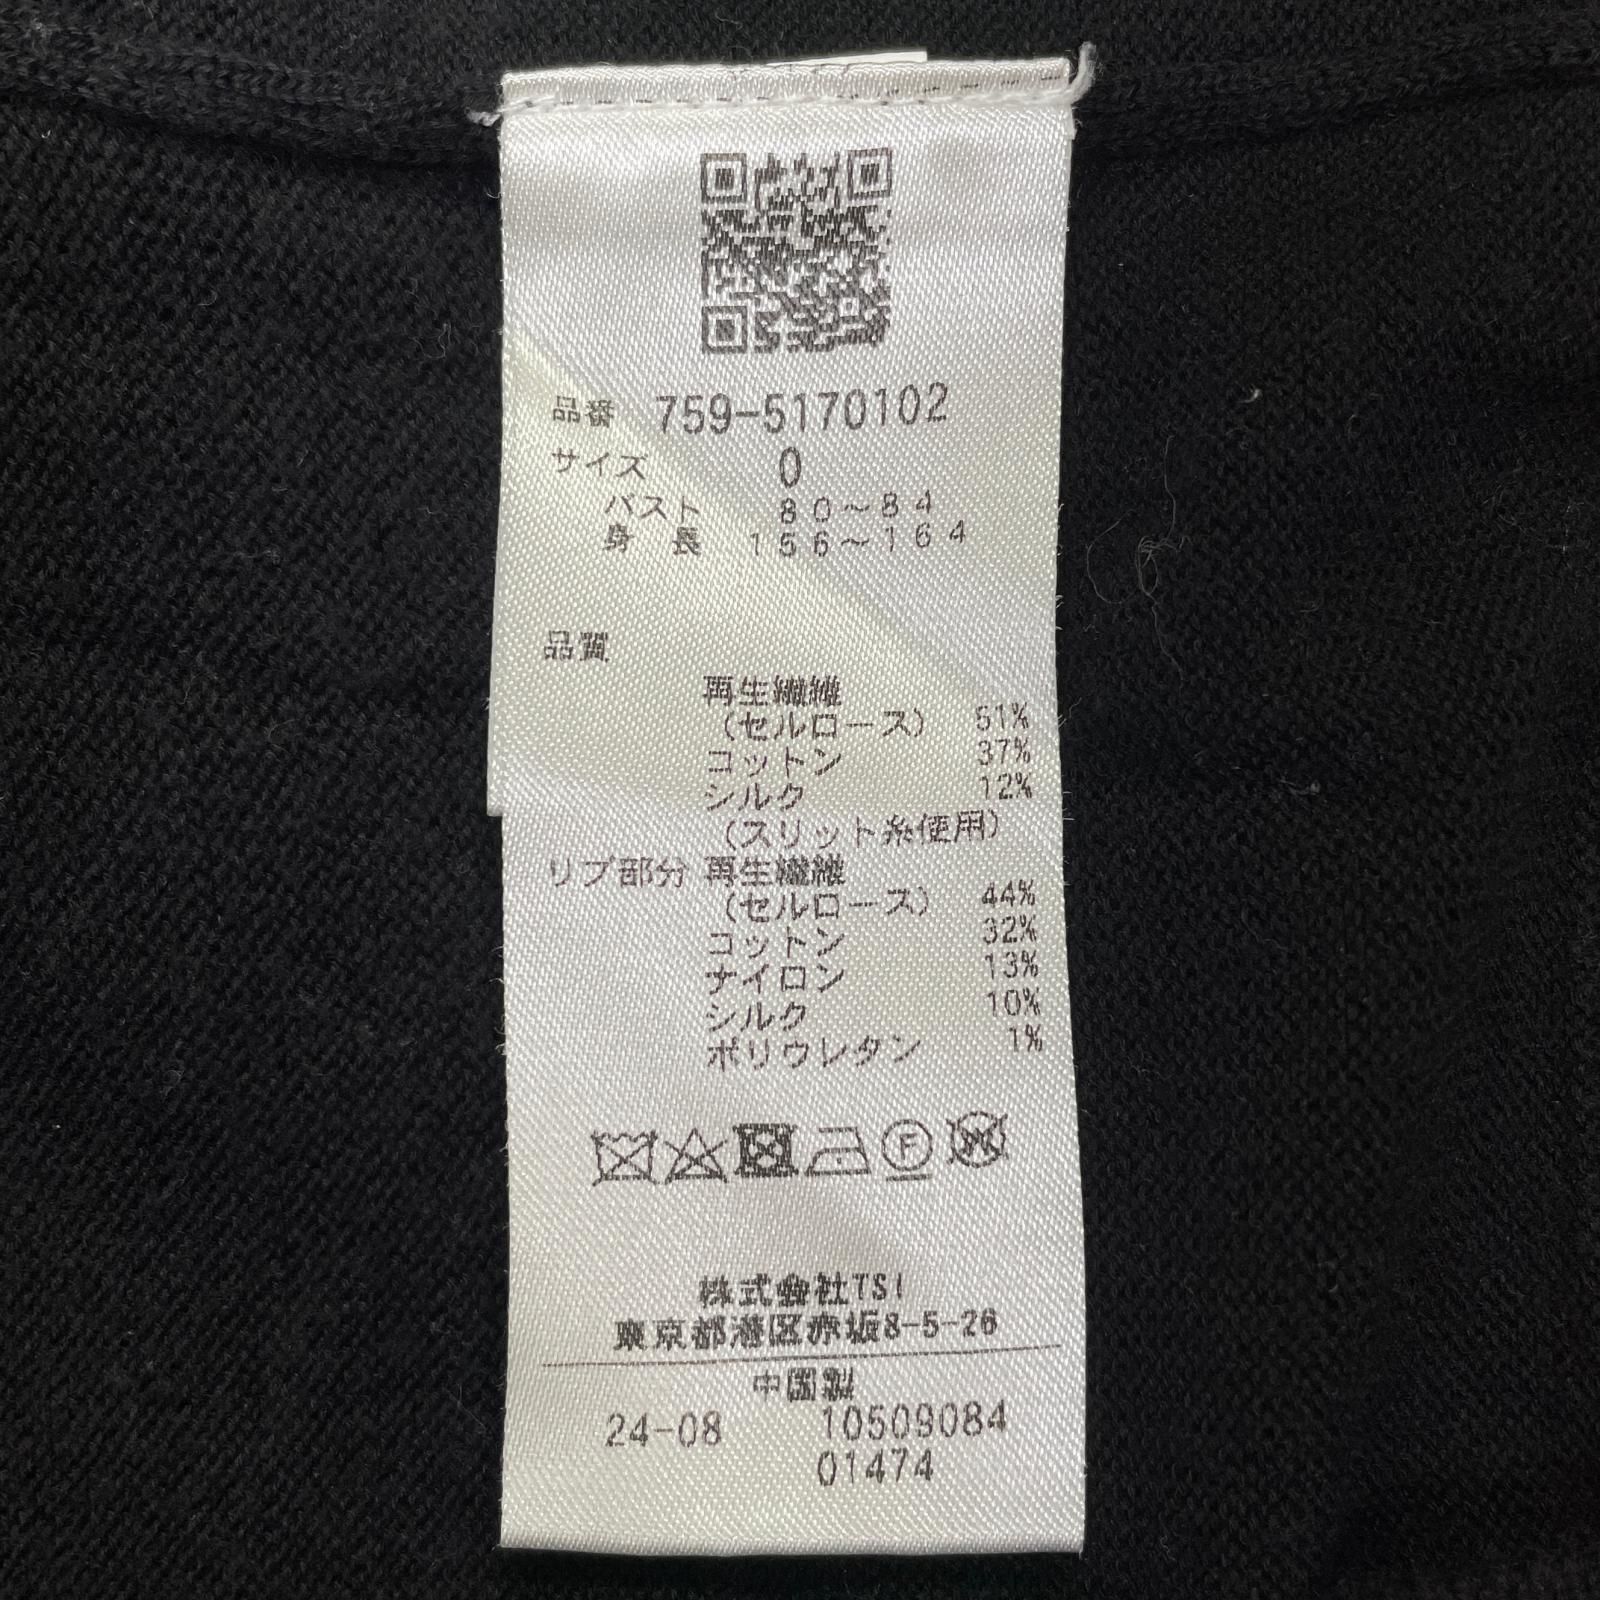 品番 759-5170102
サイズ 0
バスト 80～84
身長 156～164
品質
再生繊維
（セルロース） 51%
コットン 37%
シルク 12%
（スリット糸使用）
リブ部分 再生繊維
（セルロース） 44%
コットン 32%
ナイロン 13%
シルク 10%
ポリウレタン 1%
F
株式会社TSI
東京都港区赤坂8-5-26
中国製
24-08 10509084
01474